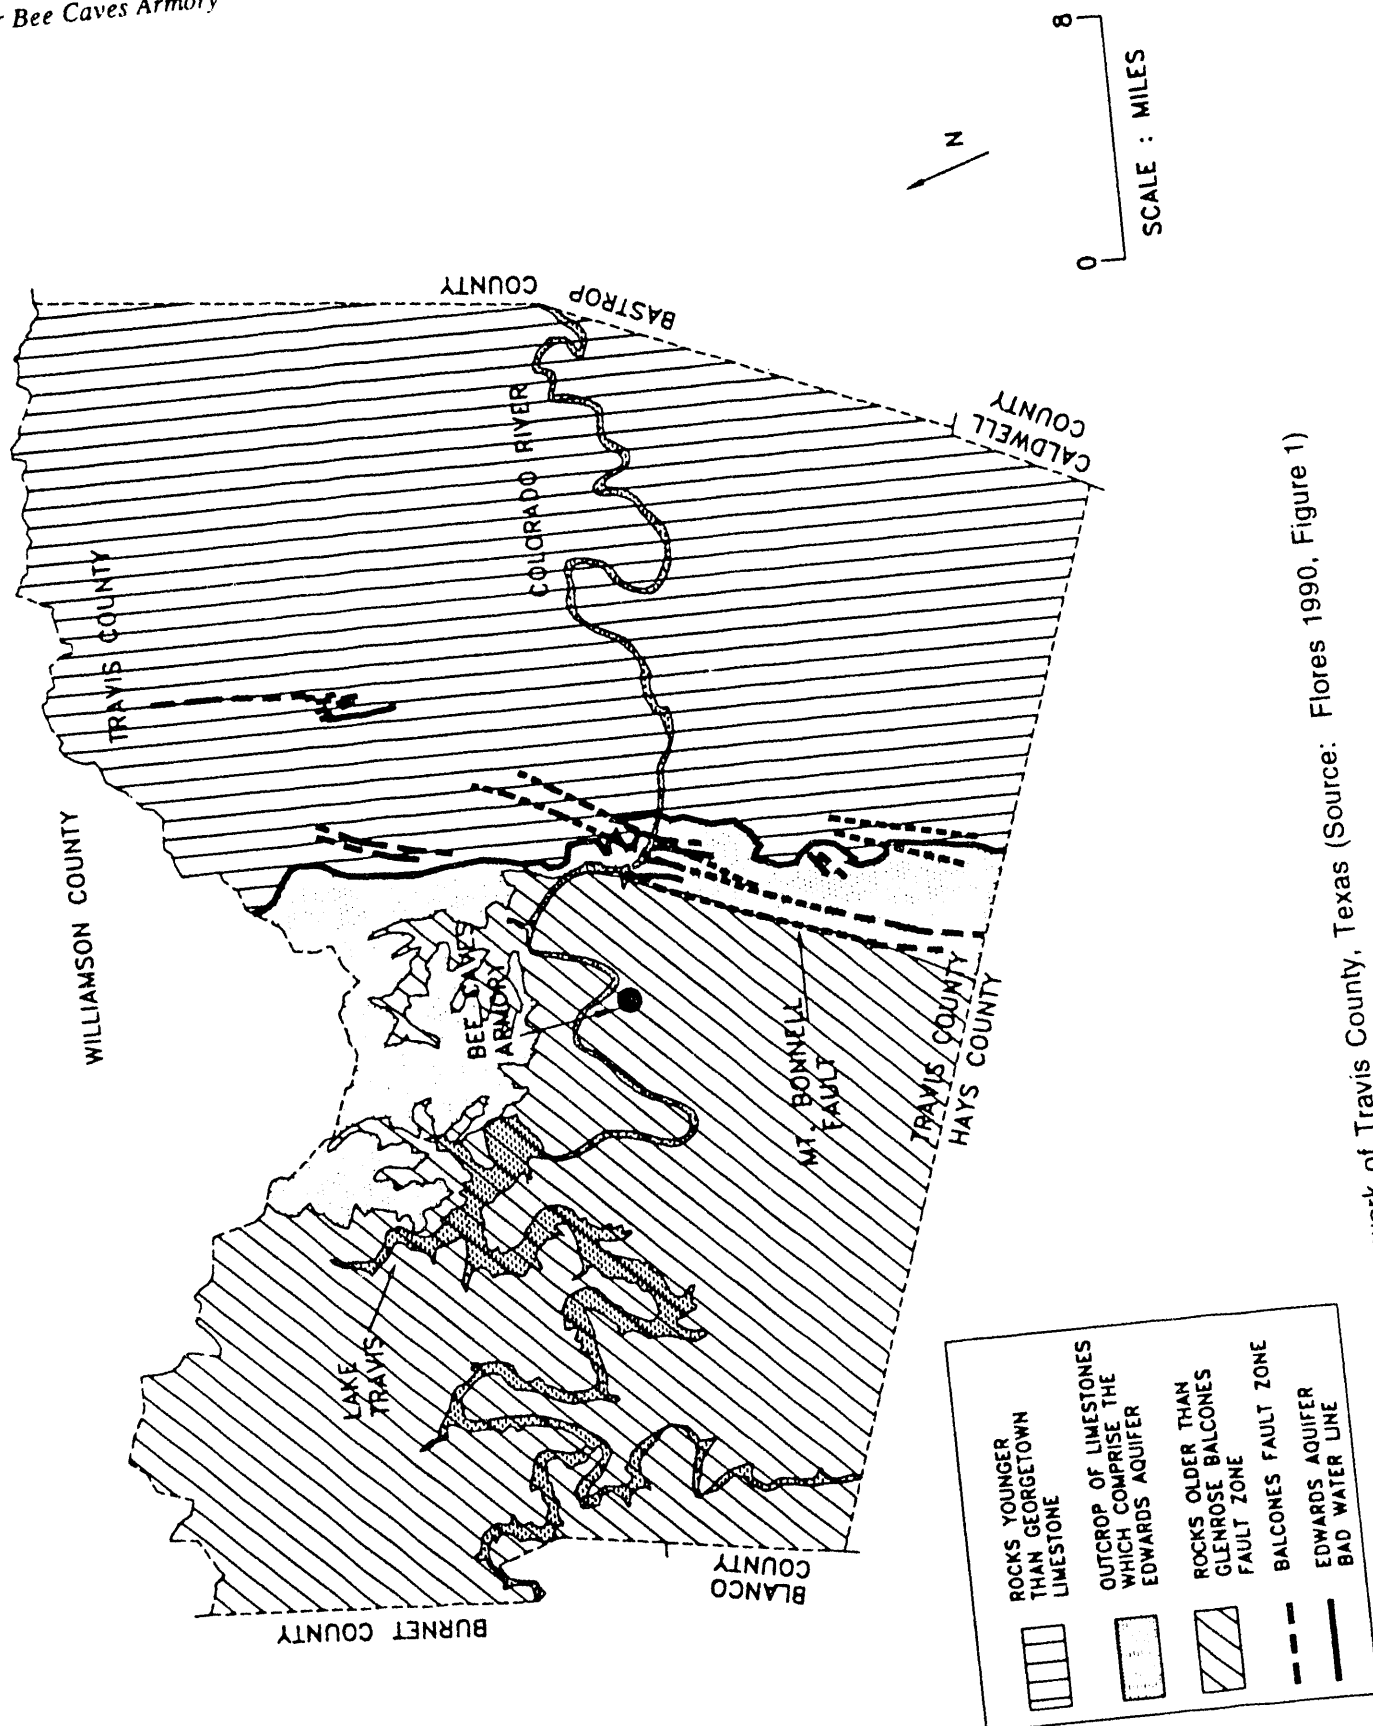 Bee Caves Armory
8
0
SCALE : MILES
N
WILLIAMSON COUNTY
TRAVIS COUNTY
COUNTY
BASTROP
COLORADO RIVER
CALDWELL
COUNTY
BEE CAVES
ARMORY
MT. BONNELL
FAULT
TRAVIS COUNTY
HAYS COUNTY
LAKE
TRAVIS
BLANCO
COUNTY
BURNET COUNTY
ROCKS YOUNGER
THAN GEORGETOWN
LIMESTONE
OUTCROP OF LIMESTONES
WHICH COMPRISE THE
EDWARDS AQUIFER
ROCKS OLDER THAN
GLENROSE BALCONES
FAULT ZONE
BALCONES FAULT ZONE
EDWARDS AQUIFER
BAD WATER LINE
of Travis County, Texas (Source: Flores 1990, Figure 1)